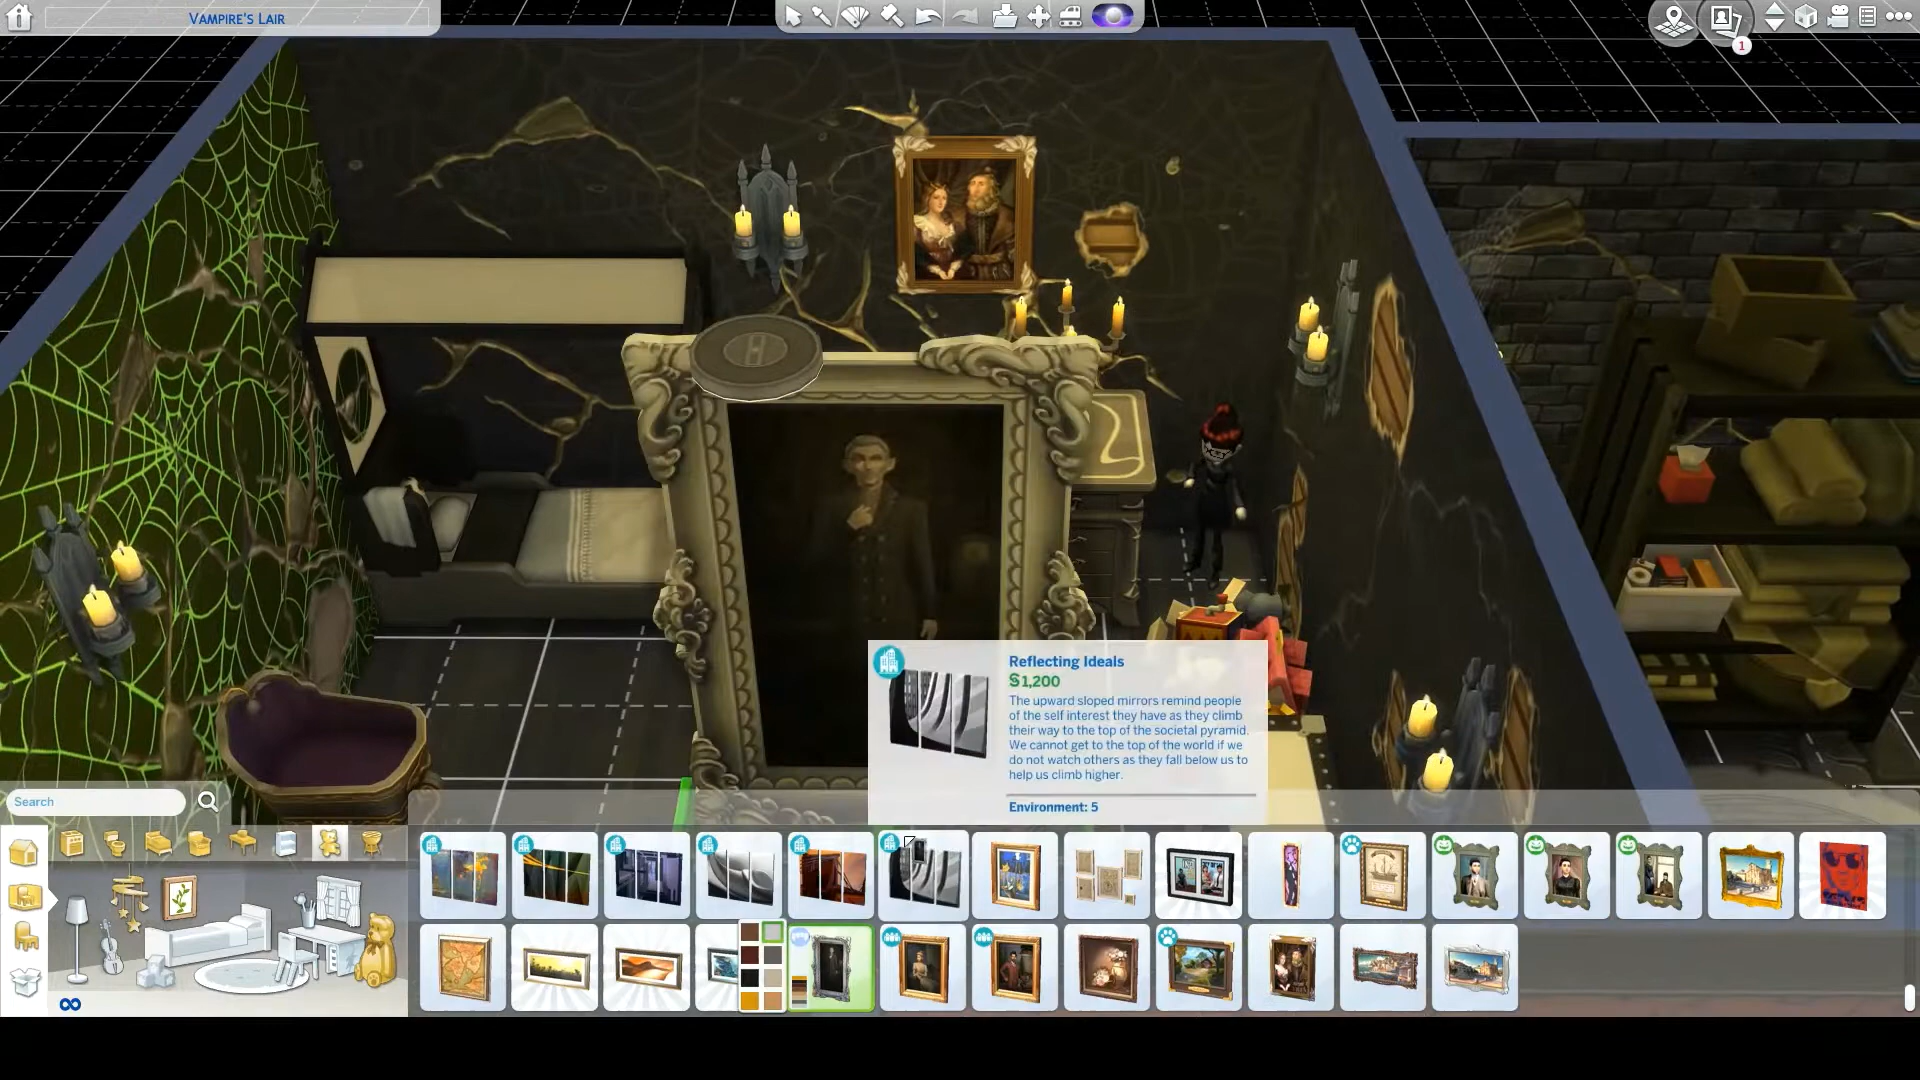 VAMPIRE'S LAIR
1
Reflecting Ideals
§1,200
The upward sloped mirrors remind people
of the self interest they have as they climb
their way to the top of the societal pyramid.
We cannot get to the top of the world if we
do not watch others as they fall below us to
help us climb higher.
Environment: 5
Search